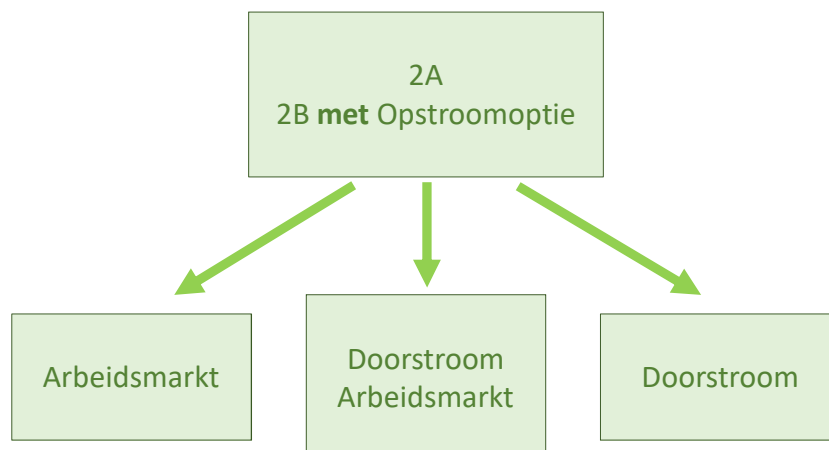 2A
2B met Opstroomoptie
Arbeidsmarkt
Doorstroom
Arbeidsmarkt
Doorstroom